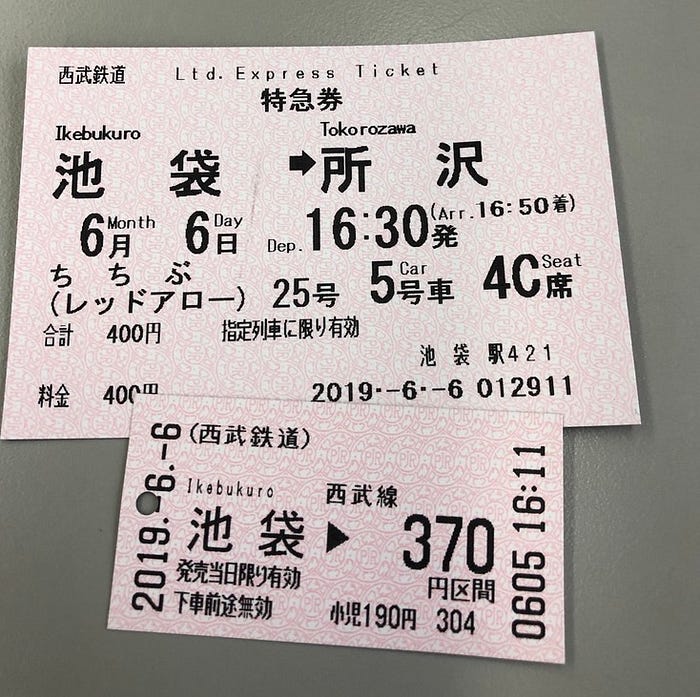 西武鉄道 Ltd. Express Ticket
特急券
Ikebukuro Tokorozawa
池袋 ➡ 所沢
6 Month 月 6 Day 日 Dep. 16:30 発 (Arr. 16:50着)
ちちぶ
(レッドアロー) 25号 5 Car 号車 4C Seat 席
合計 400円 指定列車に限り有効
池袋駅421
料金 400円 2019.-6.-6 012911
2019.-6.-6
(西武鉄道)
Ikebukuro 西武線
池袋 ▶ 370
円区間
発売当日限り有効
下車前途無効 小児190円 304
0605 16:11